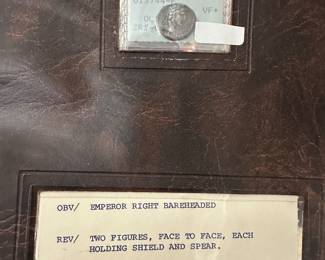 VF+
OBV/ EMPEROR RIGHT BAREHEADED
REV/ TWO FIGURES, FACE TO FACE, EACH
HOLDING SHIELD AND SPEAR.